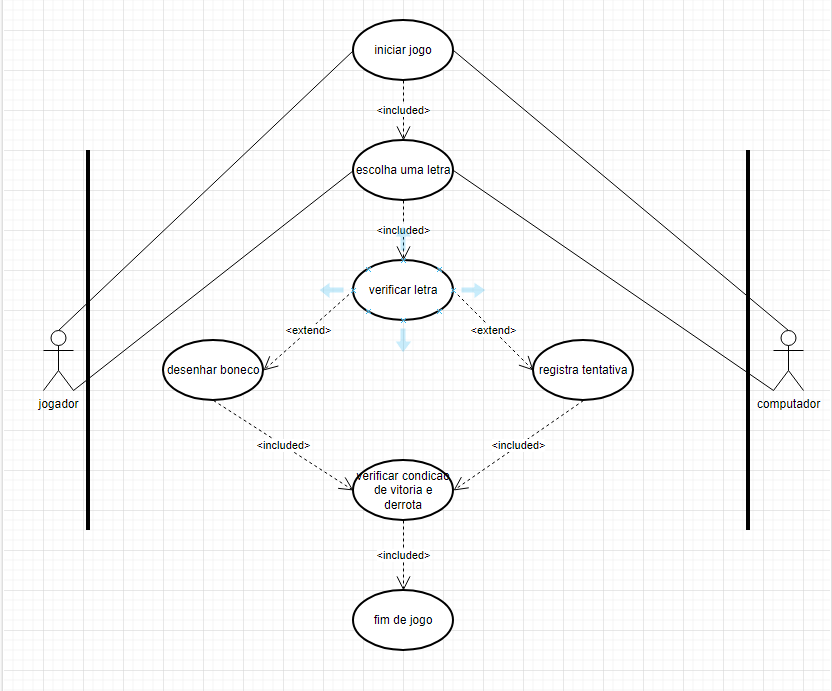 iniciar jogo
<included>
escolha uma letra
<included>
verificar letra
<extend>
<extend>
desenhar boneco
registra tentativa
jogador
computador
<included>
<included>
verificar condicao
de vitoria e
derrota
<included>
fim de jogo